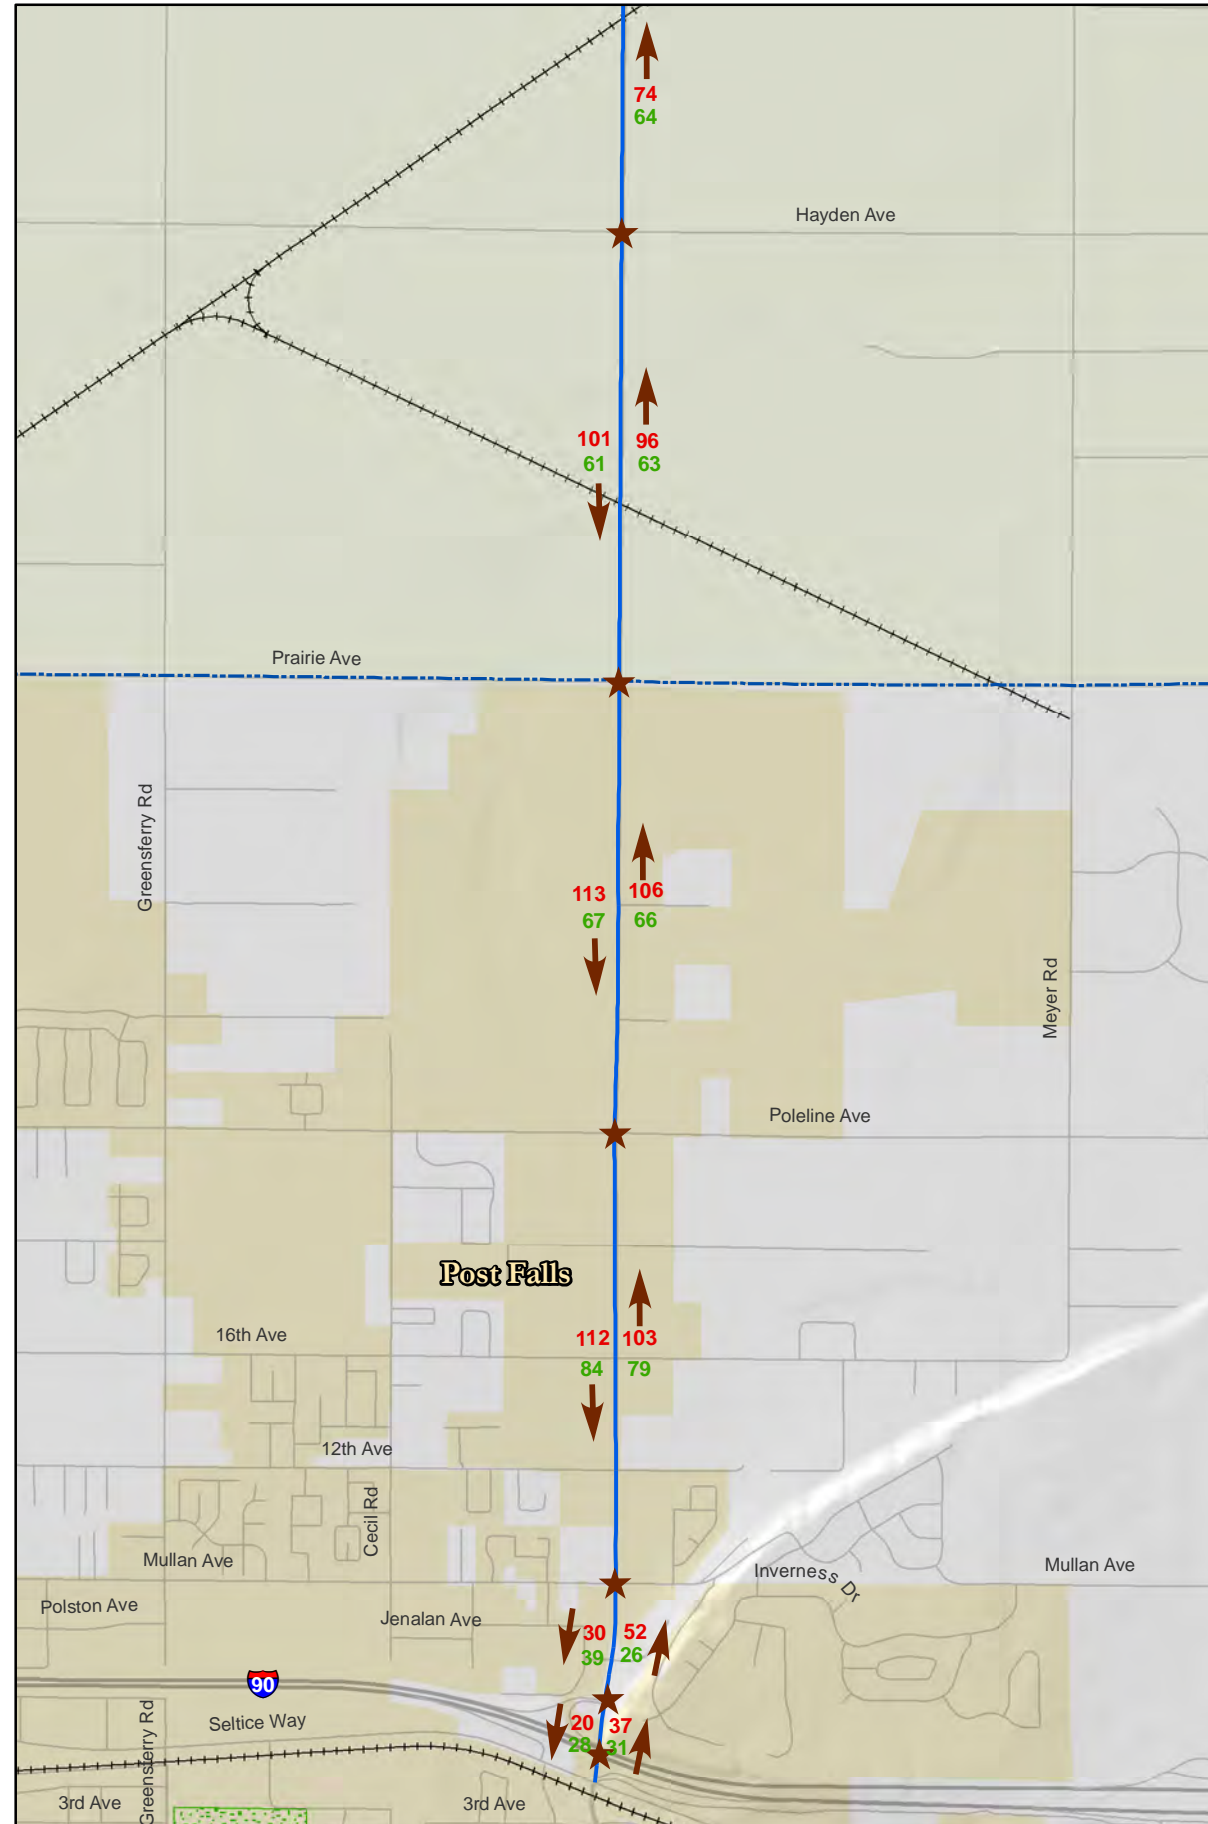 74
64
Hayden Ave
101 96
61 63
Prairie Ave
Greensferry Rd
113 106
67 66
Meyer Rd
Poleline Ave
Post Falls
16th Ave
112 103
84 79
12th Ave
Cecil Rd
Mullan Ave
Inverness Dr
Mullan Ave
Polston Ave
Jenalan Ave
30 52
39 26
90
Seltice Way
20 37
28 31
Greensferry Rd
3rd Ave
3rd Ave